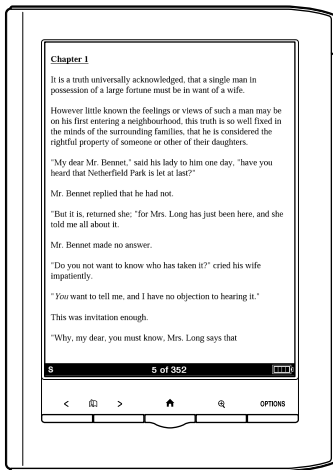 Chapter 1
It is a truth universally acknowledged, that a single man in
possession of a large fortune must be in want of a wife.
However little known the feelings or views of such a man may be
on his first entering a neighbourhood, this truth is so well fixed in
the minds of the surrounding families, that he is considered the
rightful property of someone or other of their daughters.
"My dear Mr. Bennet," said his lady to him one day, "have you
heard that Netherfield Park is let at last?"
Mr. Bennet replied that he had not.
"But it is, returned she; "for Mrs. Long has just been here, and she
told me all about it.
Mr. Bennet made no answer.
"Do you not want to know who has taken it?" cried his wife
impatiently.
"You want to tell me, and I have no objection to hearing it."
This was invitation enough.
"Why, my dear, you must know, Mrs. Long says that
S 5 of 352
< > OPTIONS